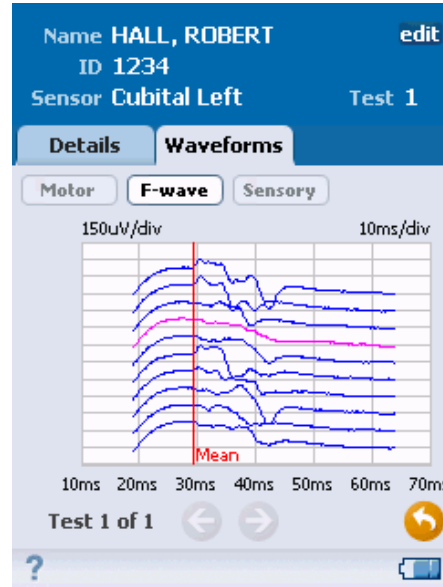 Name HALL, ROBERT edit
ID 1234
Sensor Cubital Left Test 1
Details Waveforms
Motor F-wave Sensory
150uV/div 10ms/div
Mean
10ms 20ms 30ms 40ms 50ms 60ms 70m
Test 1 of 1
?